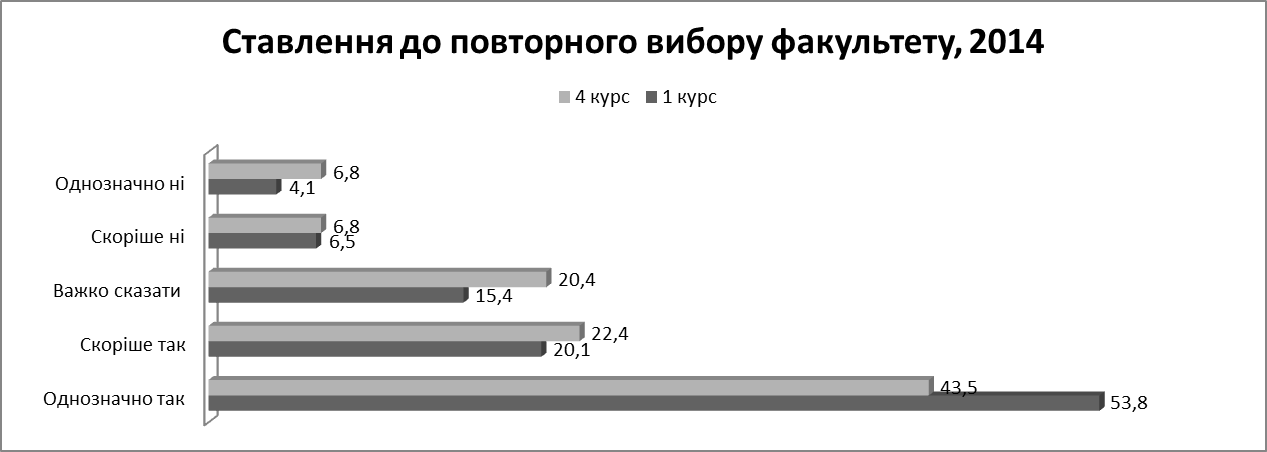 Ставлення до повторного вибору факультету, 2014
4 курс 1 курс
Однозначно ні 6,8
4,1
Скоріше ні 6,8
6,5
Важко сказати 20,4
15,4
Скоріше так 22,4
20,1
Однозначно так 43,5
53,8